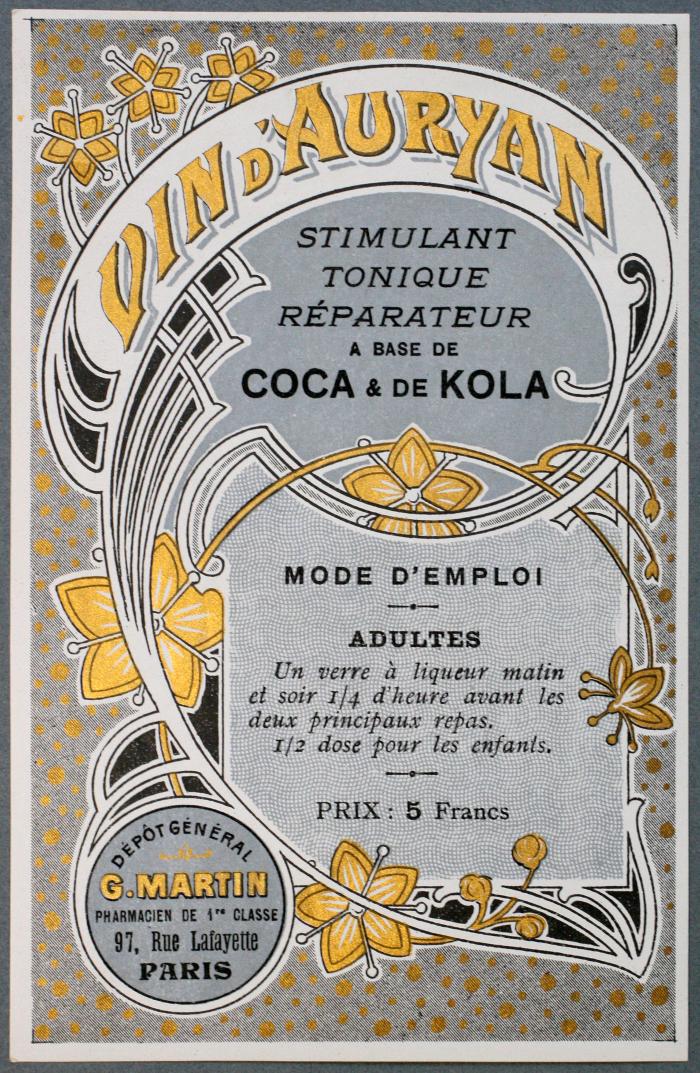 VIN D'AURYAN
STIMULANT
TONIQUE
RÉPARATEUR
A BASE DE
COCA & DE KOLA
MODE D'EMPLOI
ADULTES
Un verre à liqueur matin
et soir 1/4 d'heure avant les
deux principaux repas.
1/2 dose pour les enfants.
PRIX : 5 Francs
DÉPÔT GÉNÉRAL
G. MARTIN
PHARMACIEN DE 1re CLASSE
97, Rue Lafayette
PARIS